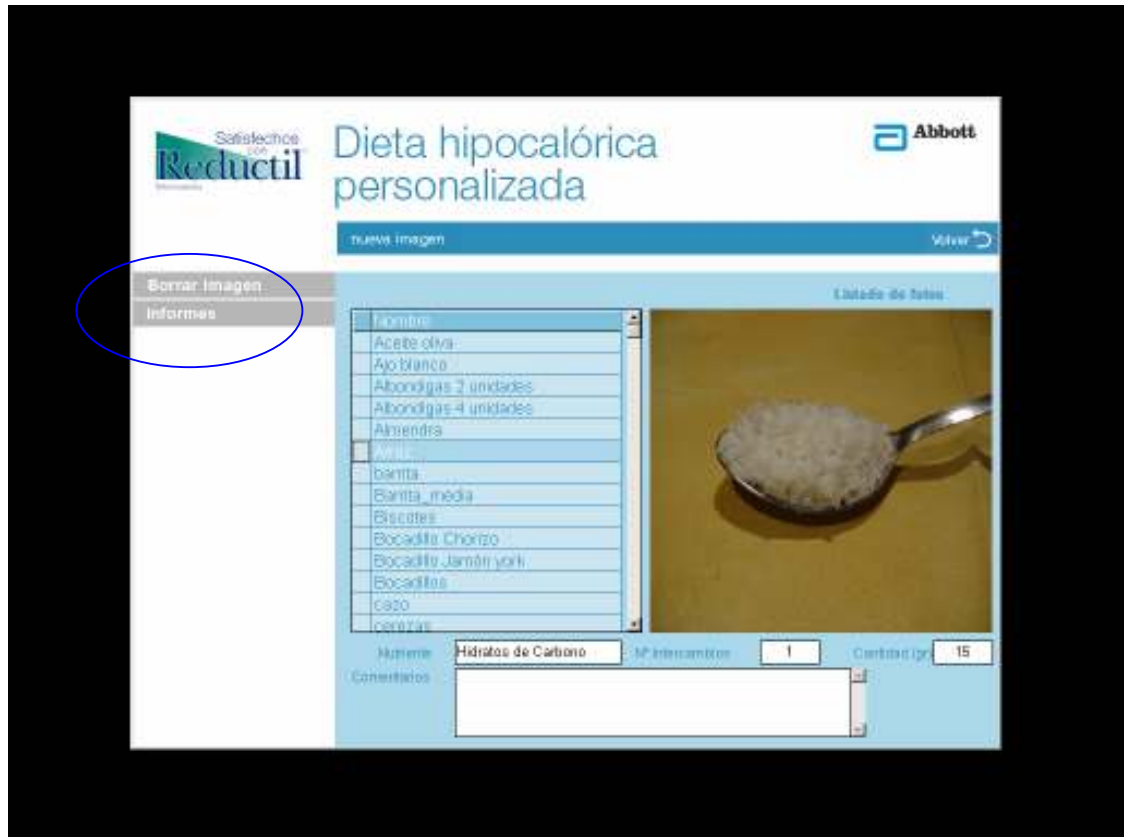 Satisfechos
con
Reductil
Dieta hipocalórica
personalizada
Abbott
nueva imagen
Volver
Borrar imagen
Informes
Listado de fotos
Nombre
Aceite oliva
Ajo blanco
Albondigas 2 unidades
Albondigas 4 unidades
Almendra
Arroz
barrita
Barrita_media
Biscotes
Bocadillo Chorizo
Bocadillo Jamón york
Bocadillos
cazo
cerezas
Nutriente Hidratos de Carbono Nº Intercambios 1 Cantidad (gr) 15
Comentarios